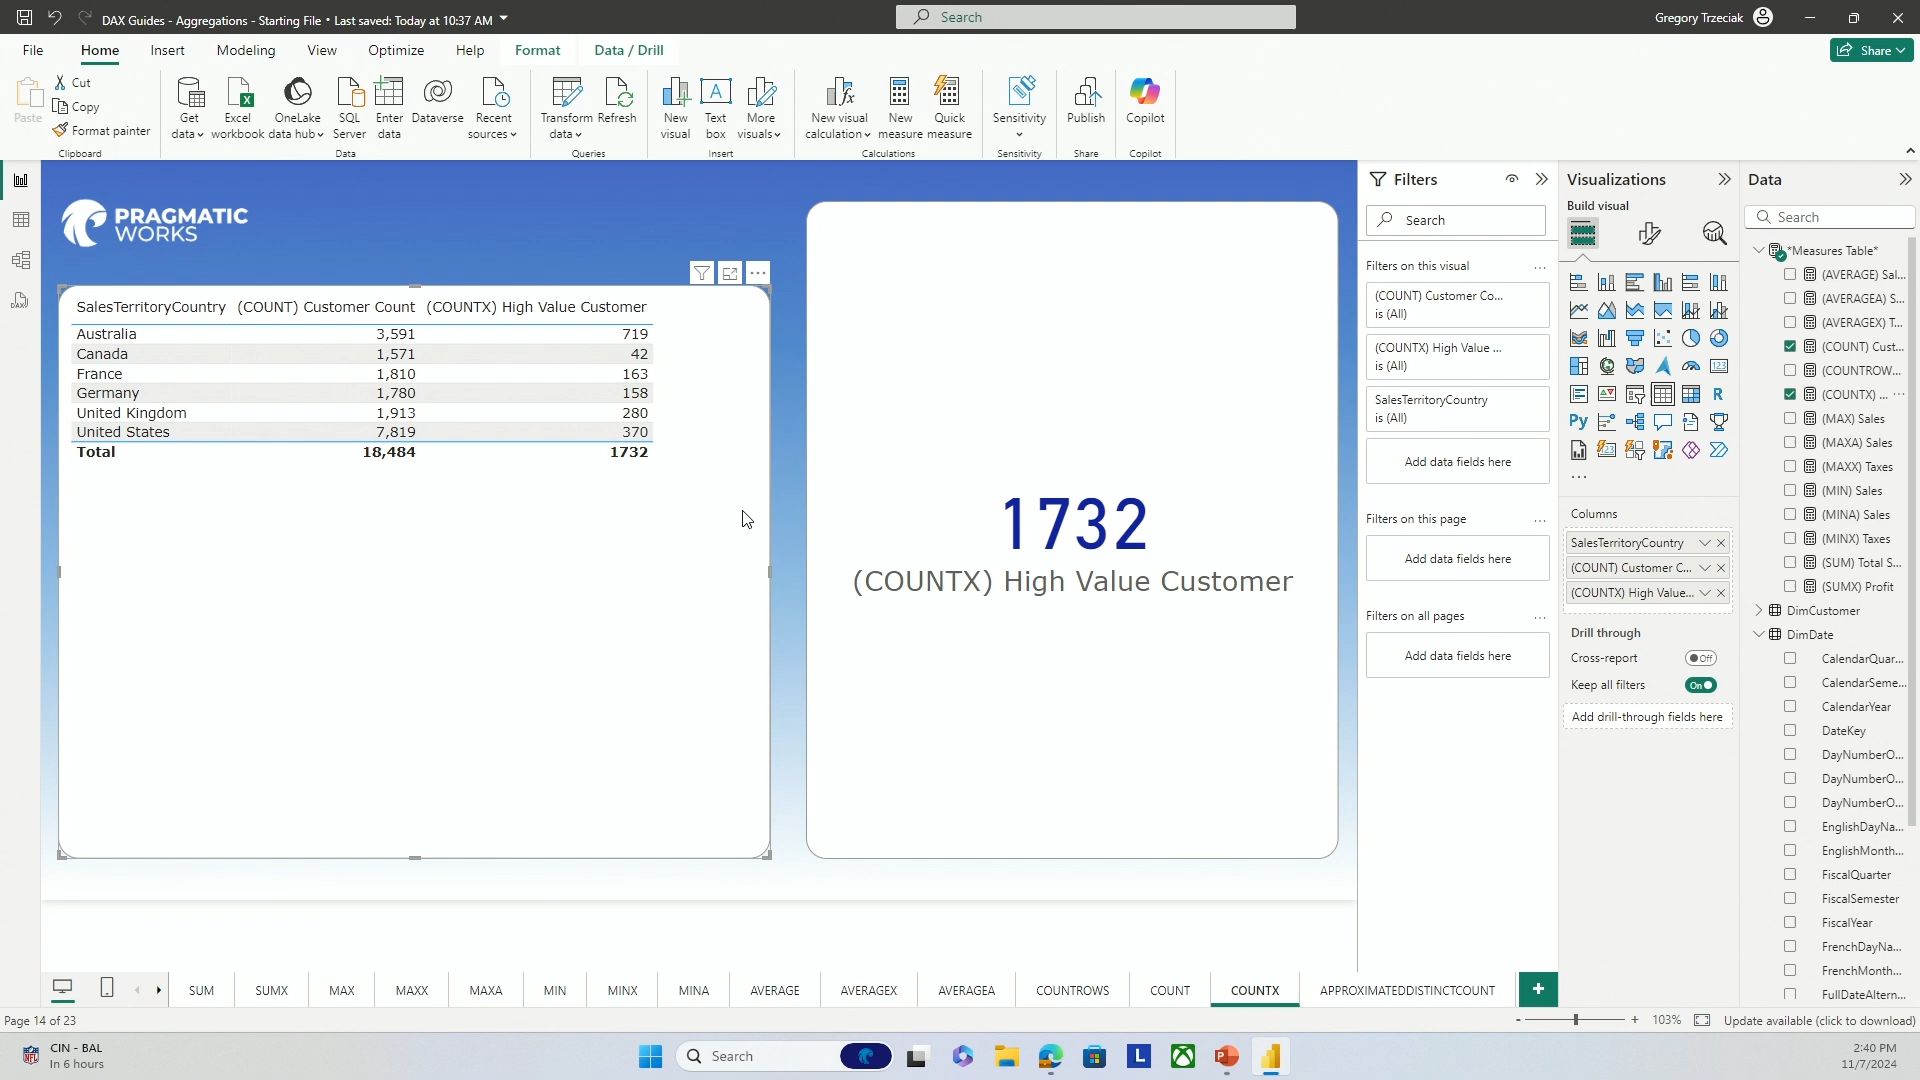 DAX Guides - Aggregations - Starting File • Last saved: Today at 10:37 AM
Search
Gregory Trzeciak
File Home Insert Modeling View Optimize Help Format Data / Drill
Share
Paste
Cut
Copy
Format painter
Clipboard
Get data
Excel workbook
OneLake data hub
SQL Server
Enter data
Dataverse
Recent sources
Data
Transform data
Refresh
Queries
New visual
Text box
More visuals
Insert
New visual calculation
New measure
Quick measure
Calculations
Sensitivity
Sensitivity
Publish
Share
Copilot
Copilot
PRAGMATIC
WORKS
SalesTerritoryCountry (COUNT) Customer Count (COUNTX) High Value Customer
Australia 3,591 719
Canada 1,571 42
France 1,810 163
Germany 1,780 158
United Kingdom 1,913 280
United States 7,819 370
Total 18,484 1732
1732
(COUNTX) High Value Customer
Filters
Search
Filters on this visual ...
(COUNT) Customer Co...
is (All)
(COUNTX) High Value ...
is (All)
SalesTerritoryCountry
is (All)
Add data fields here
Filters on this page ...
Add data fields here
Filters on all pages ...
Add data fields here
Visualizations
Build visual
R
Py
123
...
Columns
SalesTerritoryCountry
(COUNT) Customer C...
(COUNTX) High Value...
Drill through
Cross-report Off
Keep all filters On
Add drill-through fields here
Data
Search
*Measures Table*
(AVERAGE) Sal...
(AVERAGEA) S...
(AVERAGEX) T...
(COUNT) Cust...
(COUNTROW...
(COUNTX) ... ...
(MAX) Sales
(MAXA) Sales
(MAXX) Taxes
(MIN) Sales
(MINA) Sales
(MINX) Taxes
(SUM) Total S...
(SUMX) Profit
DimCustomer
DimDate
CalendarQuar...
CalendarSeme...
CalendarYear
DateKey
DayNumberO...
DayNumberO...
DayNumberO...
EnglishDayNa...
EnglishMonth...
FiscalQuarter
FiscalSemester
FiscalYear
FrenchDayNa...
FrenchMonth...
FullDateAltern...
SUM SUMX MAX MAXX MAXA MIN MINX MINA AVERAGE AVERAGEX AVERAGEA COUNTROWS COUNT COUNTX APPROXIMATEDDISTINCTCOUNT +
Page 14 of 23
- + 103%
Update available (click to download)
CIN - BAL
In 6 hours
Search
L
2:40 PM
11/7/2024